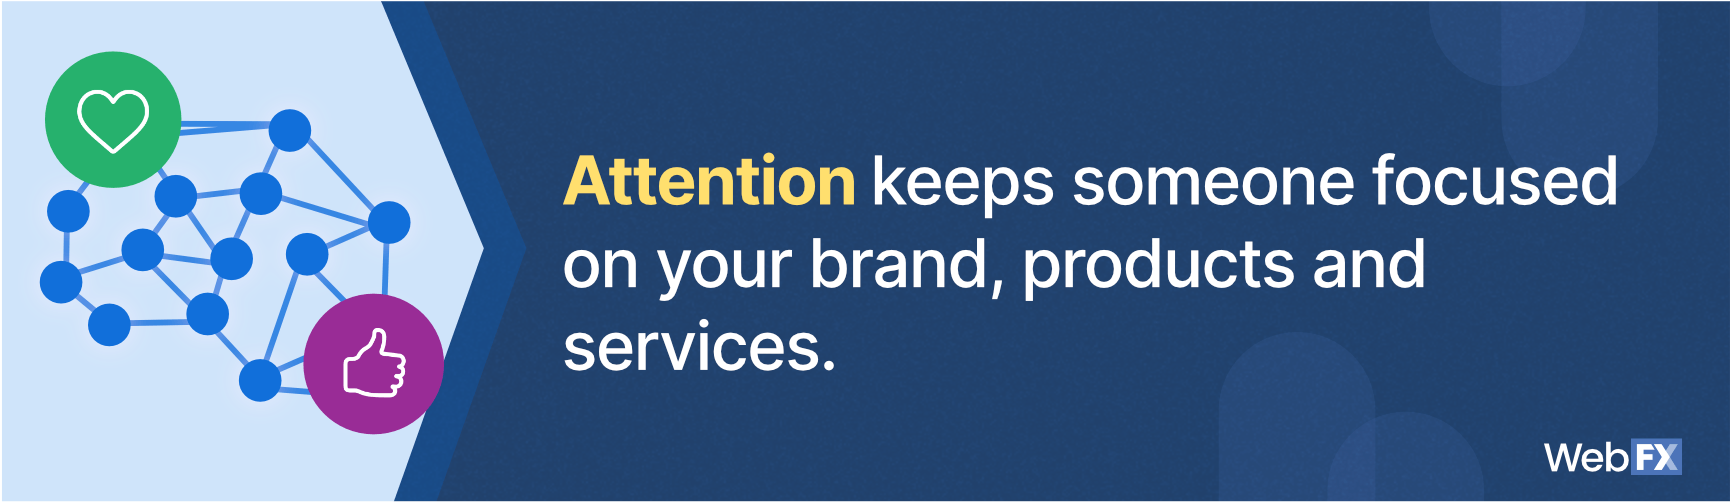 Attention keeps someone focused
on your brand, products and
services.
WebFX